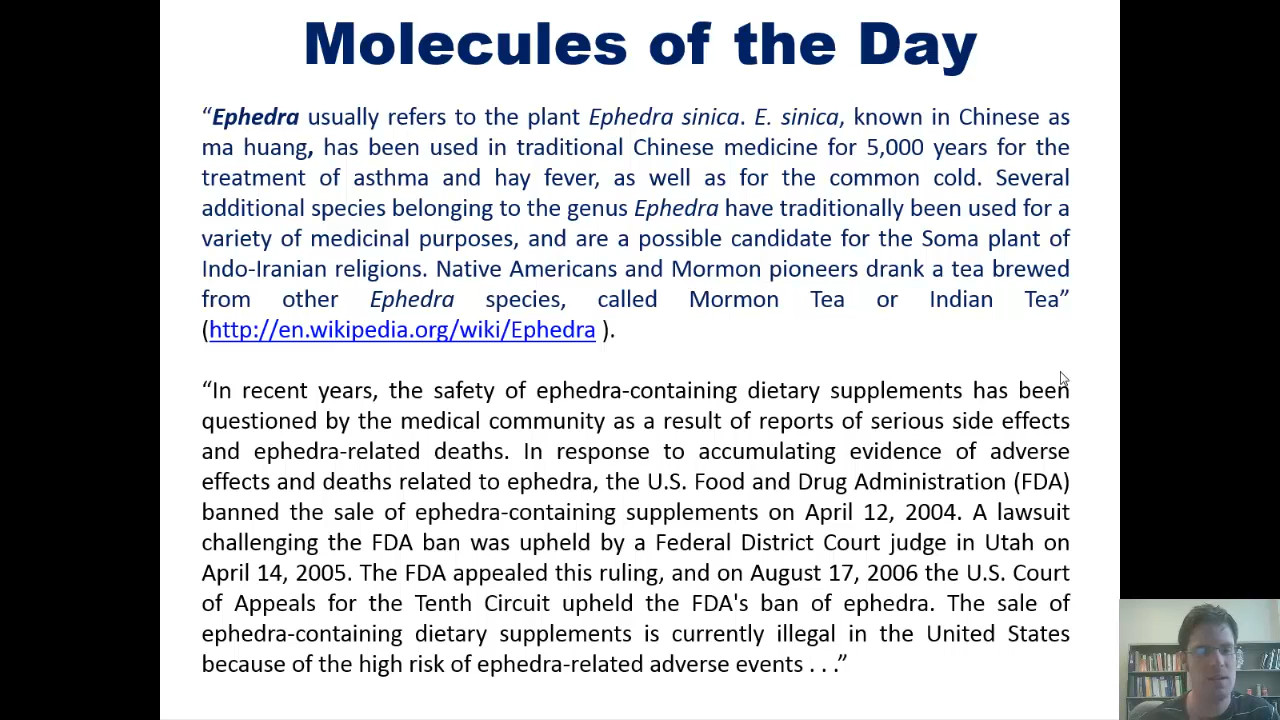 Molecules of the Day
“Ephedra usually refers to the plant Ephedra sinica. E. sinica, known in Chinese as
ma huang, has been used in traditional Chinese medicine for 5,000 years for the
treatment of asthma and hay fever, as well as for the common cold. Several
additional species belonging to the genus Ephedra have traditionally been used for a
variety of medicinal purposes, and are a possible candidate for the Soma plant of
Indo-Iranian religions. Native Americans and Mormon pioneers drank a tea brewed
from other Ephedra species, called Mormon Tea or Indian Tea”
(http://en.wikipedia.org/wiki/Ephedra ).
“In recent years, the safety of ephedra-containing dietary supplements has been
questioned by the medical community as a result of reports of serious side effects
and ephedra-related deaths. In response to accumulating evidence of adverse
effects and deaths related to ephedra, the U.S. Food and Drug Administration (FDA)
banned the sale of ephedra-containing supplements on April 12, 2004. A lawsuit
challenging the FDA ban was upheld by a Federal District Court judge in Utah on
April 14, 2005. The FDA appealed this ruling, and on August 17, 2006 the U.S. Court
of Appeals for the Tenth Circuit upheld the FDA's ban of ephedra. The sale of
ephedra-containing dietary supplements is currently illegal in the United States
because of the high risk of ephedra-related adverse events . . .”